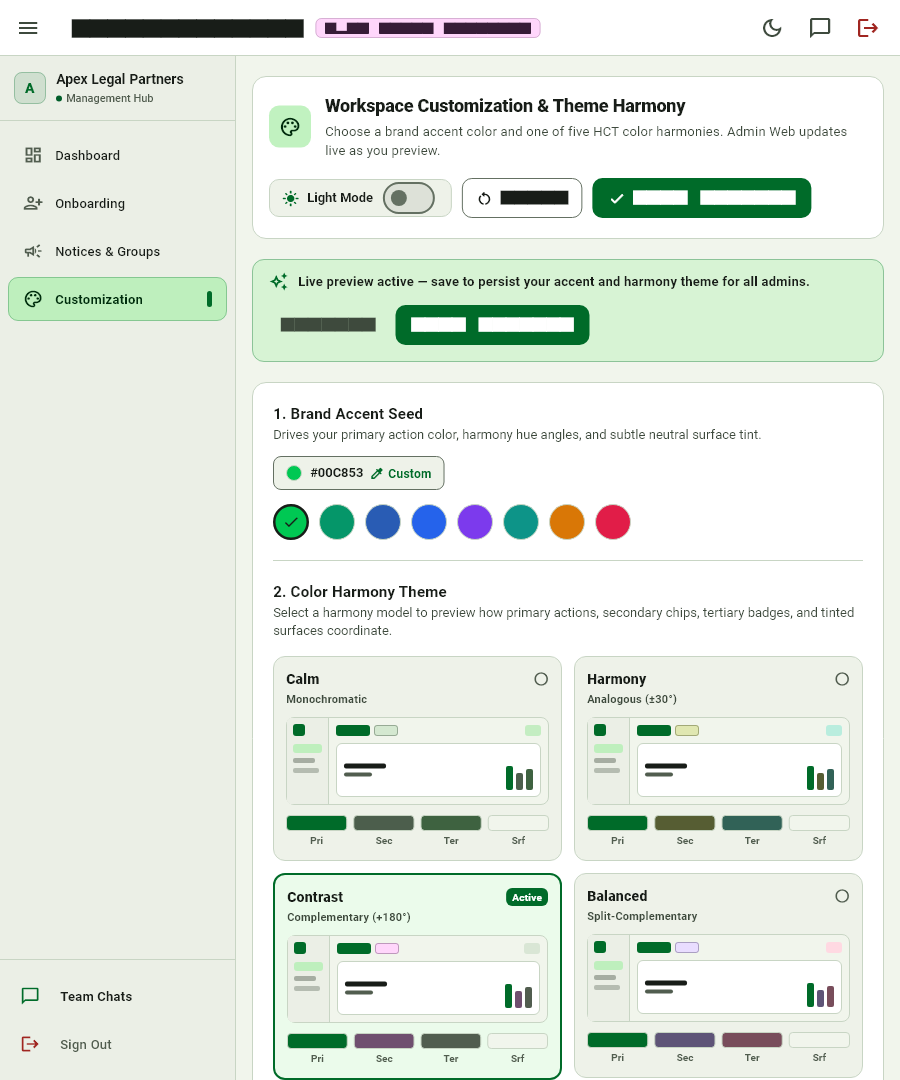 A
Apex Legal Partners
Management Hub
Dashboard
Onboarding
Notices & Groups
Customization
Team Chats
Sign Out
Workspace Customization & Theme Harmony
Choose a brand accent color and one of five HCT color harmonies. Admin Web updates
live as you preview.
Light Mode
Live preview active — save to persist your accent and harmony theme for all admins.
1. Brand Accent Seed
Drives your primary action color, harmony hue angles, and subtle neutral surface tint.
#00C853 Custom
2. Color Harmony Theme
Select a harmony model to preview how primary actions, secondary chips, tertiary badges, and tinted
surfaces coordinate.
Calm
Monochromatic
Pri Sec Ter Srf
Harmony
Analogous (±30°)
Pri Sec Ter Srf
Contrast Active
Complementary (+180°)
Pri Sec Ter Srf
Balanced
Split-Complementary
Pri Sec Ter Srf